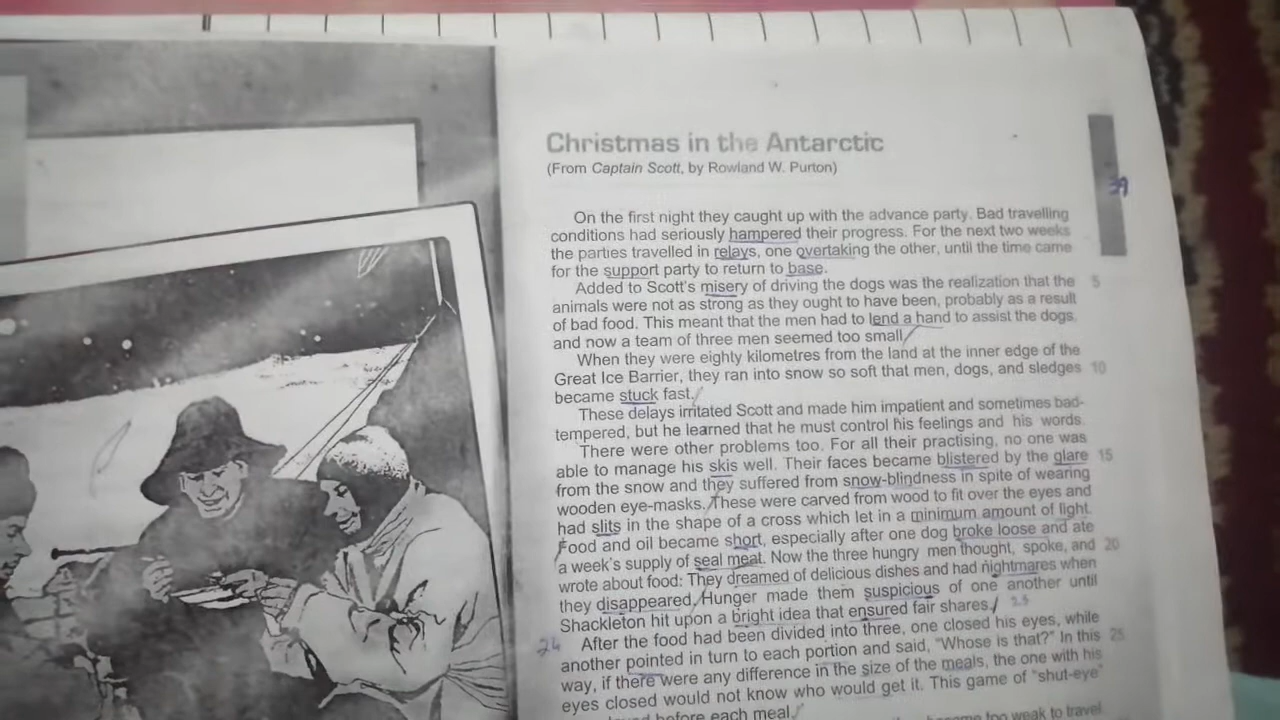 Christmas in the Antarctic
(From Captain Scott, by Rowland W. Purton)
39
On the first night they caught up with the advance party. Bad travelling
conditions had seriously hampered their progress. For the next two weeks
the parties travelled in relays, one overtaking the other, until the time came
for the support party to return to base.
Added to Scott's misery of driving the dogs was the realization that the 5
animals were not as strong as they ought to have been, probably as a result
of bad food. This meant that the men had to lend a hand to assist the dogs
and now a team of three men seemed too small.
When they were eighty kilometres from the land at the inner edge of the
Great Ice Barrier, they ran into snow so soft that men, dogs, and sledges 10
became stuck fast.
These delays irritated Scott and made him impatient and sometimes bad-
tempered, but he learned that he must control his feelings and his words.
There were other problems too. For all their practising, no one was
able to manage his skis well. Their faces became blistered by the glare 15
from the snow and they suffered from snow-blindness in spite of wearing
wooden eye-masks. These were carved from wood to fit over the eyes and
had slits in the shape of a cross which let in a minimum amount of light.
Food and oil became short, especially after one dog broke loose and ate
a week's supply of seal meat. Now the three hungry men thought, spoke, and 20
wrote about food: They dreamed of delicious dishes and had nightmares when
they disappeared. Hunger made them suspicious of one another until
Shackleton hit upon a bright idea that ensured fair shares. 23
24 After the food had been divided into three, one closed his eyes, while
another pointed in turn to each portion and said, "Whose is that?" In this 25
way, if there were any difference in the size of the meals, the one with his
eyes closed would not know who would get it. This game of "shut-eye"
before each meal.
too weak to travel